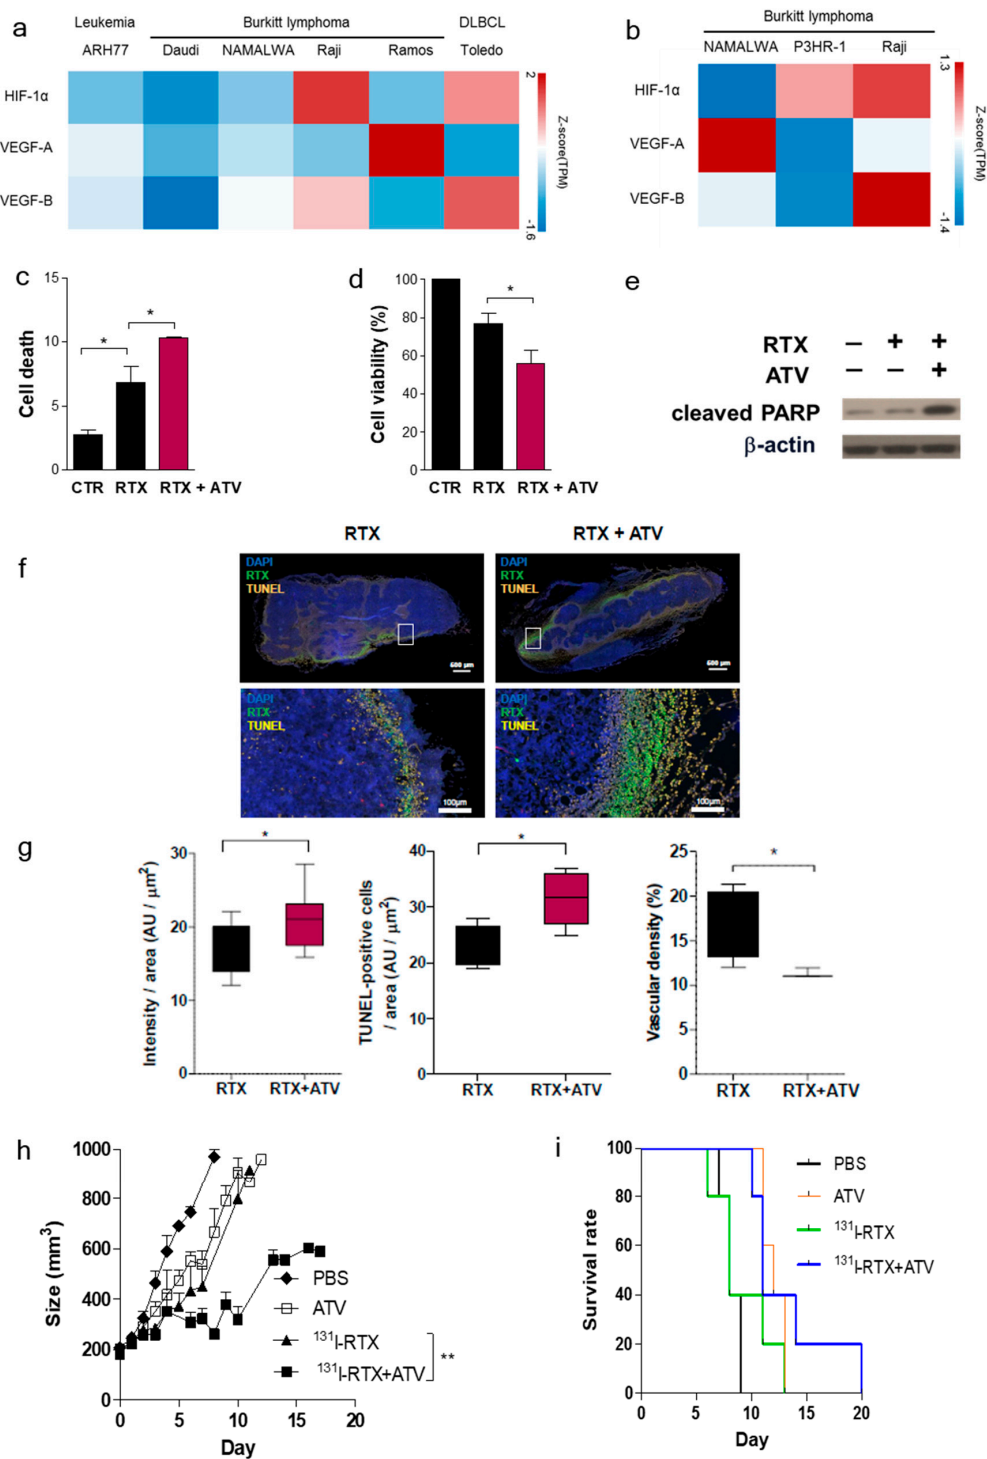 a
Leukemia
Burkitt lymphoma
DLBCL
ARH77
Daudi
NAMALWA
Raji
Ramos
Toledo
HIF-1α
VEGF-A
VEGF-B
2
Z-score(TPM)
-1.6
b
Burkitt lymphoma
NAMALWA
P3HR-1
Raji
HIF-1α
VEGF-A
VEGF-B
1.3
Z-score(TPM)
-1.4
c
Cell death
15
10
5
0
*
*
CTR
RTX
RTX + ATV
d
Cell viability (%)
100
80
60
40
20
0
*
CTR
RTX
RTX + ATV
e
RTX − + +
ATV − − +
cleaved PARP
β-actin
f
RTX
RTX + ATV
DAPI
RTX
TUNEL
600 µm
DAPI
RTX
TUNEL
600 µm
DAPI
RTX
TUNEL
100µm
DAPI
RTX
TUNEL
100µm
g
Intensity / area (AU / µm²)
30
20
10
0
*
RTX
RTX+ATV
TUNEL-positive cells
/ area (AU / µm²)
40
30
20
10
0
*
RTX
RTX+ATV
Vascular density (%)
25
20
15
10
5
0
*
RTX
RTX+ATV
h
Size (mm³)
1000
800
600
400
200
0
0
5
10
15
20
Day
PBS
ATV
¹³¹I-RTX
¹³¹I-RTX+ATV
**
i
Survival rate
100
80
60
40
20
0
0
5
10
15
20
Day
PBS
ATV
¹³¹I-RTX
¹³¹I-RTX+ATV